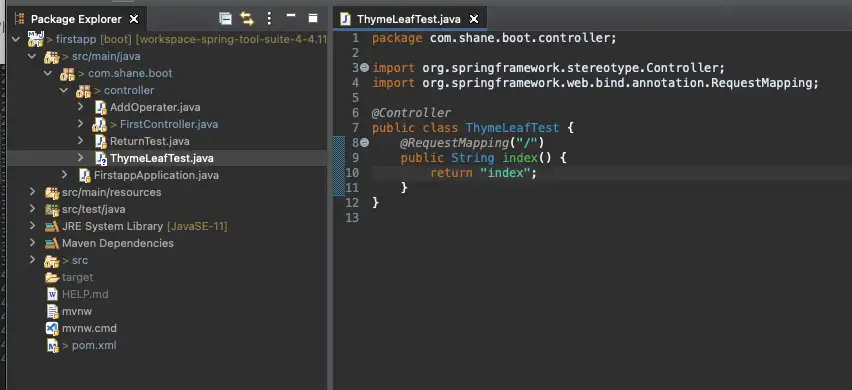 Package Explorer
firstapp [boot] [workspace-spring-tool-suite-4-4.11
> src/main/java
> com.shane.boot
> controller
AddOperater.java
> FirstController.java
ReturnTest.java
ThymeLeafTest.java
FirstappApplication.java
src/main/resources
src/test/java
JRE System Library [JavaSE-11]
Maven Dependencies
> src
target
HELP.md
mvnw
mvnw.cmd
> pom.xml
ThymeLeafTest.java
1 package com.shane.boot.controller;
2
3 import org.springframework.stereotype.Controller;
4 import org.springframework.web.bind.annotation.RequestMapping;
5
6 @Controller
7 public class ThymeLeafTest {
8 @RequestMapping("/")
9 public String index() {
10 return "index";
11 }
12 }
13